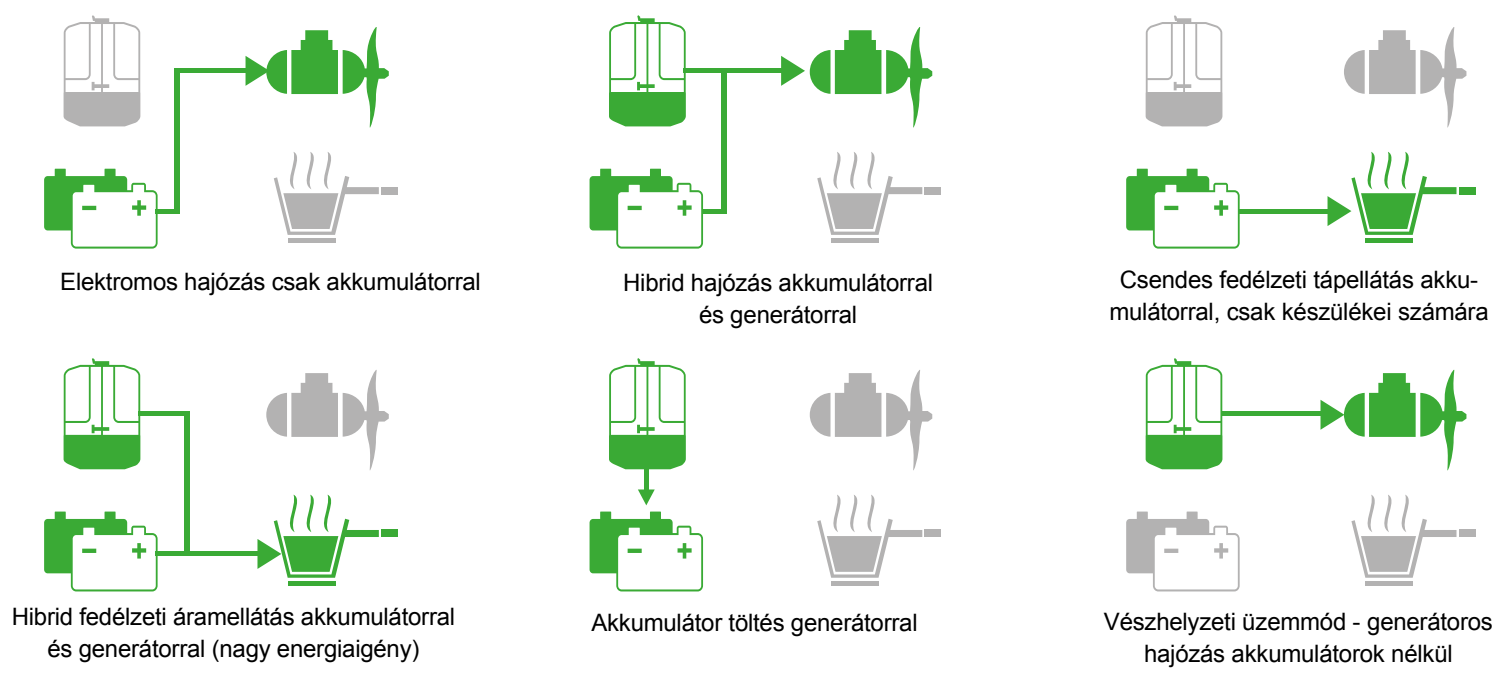 Elektromos hajózás csak akkumulátorral
Hibrid hajózás akkumulátorral
és generátorral
Csendes fedélzeti tápellátás akku-
mulátorral, csak készülékei számára
Hibrid fedélzeti áramellátás akkumulátorral
és generátorral (nagy energiaigény)
Akkumulátor töltés generátorral
Vészhelyzeti üzemmód - generátoros
hajózás akkumulátorok nélkül